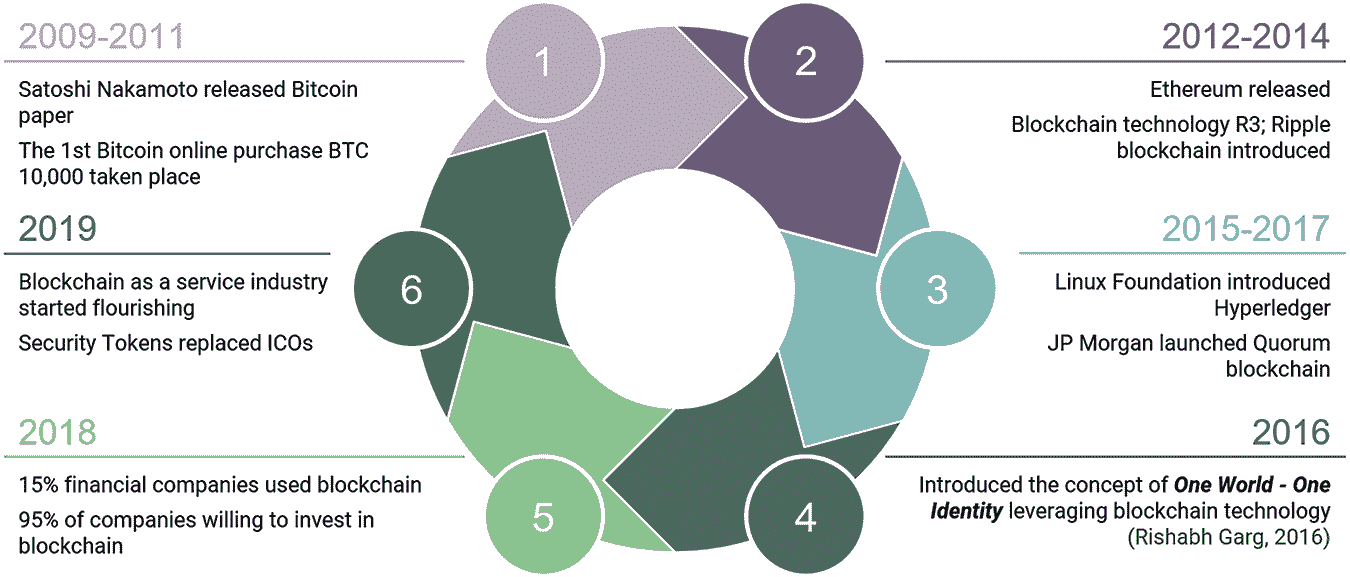 2009-2011
Satoshi Nakamoto released Bitcoin
paper
The 1st Bitcoin online purchase BTC
10,000 taken place
1
2
2012-2014
Ethereum released
Blockchain technology R3; Ripple
blockchain introduced
3
2015-2017
Linux Foundation introduced
Hyperledger
JP Morgan launched Quorum
blockchain
4
2016
Introduced the concept of One World - One
Identity leveraging blockchain technology
(Rishabh Garg, 2016)
5
2018
15% financial companies used blockchain
95% of companies willing to invest in
blockchain
6
2019
Blockchain as a service industry
started flourishing
Security Tokens replaced ICOs